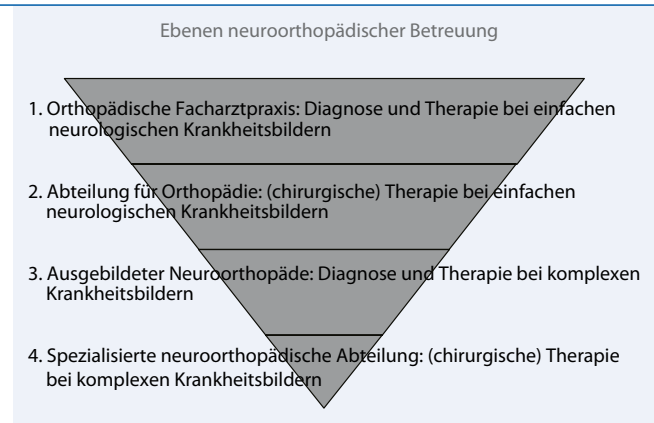 Ebenen neuroorthopädischer Betreuung
1. Orthopädische Facharztpraxis: Diagnose und Therapie bei einfachen
neurologischen Krankheitsbildern
2. Abteilung für Orthopädie: (chirurgische) Therapie bei einfachen
neurologischen Krankheitsbildern
3. Ausgebildeter Neuroorthopäde: Diagnose und Therapie bei komplexen
Krankheitsbildern
4. Spezialisierte neuroorthopädische Abteilung: (chirurgische) Therapie
bei komplexen Krankheitsbildern